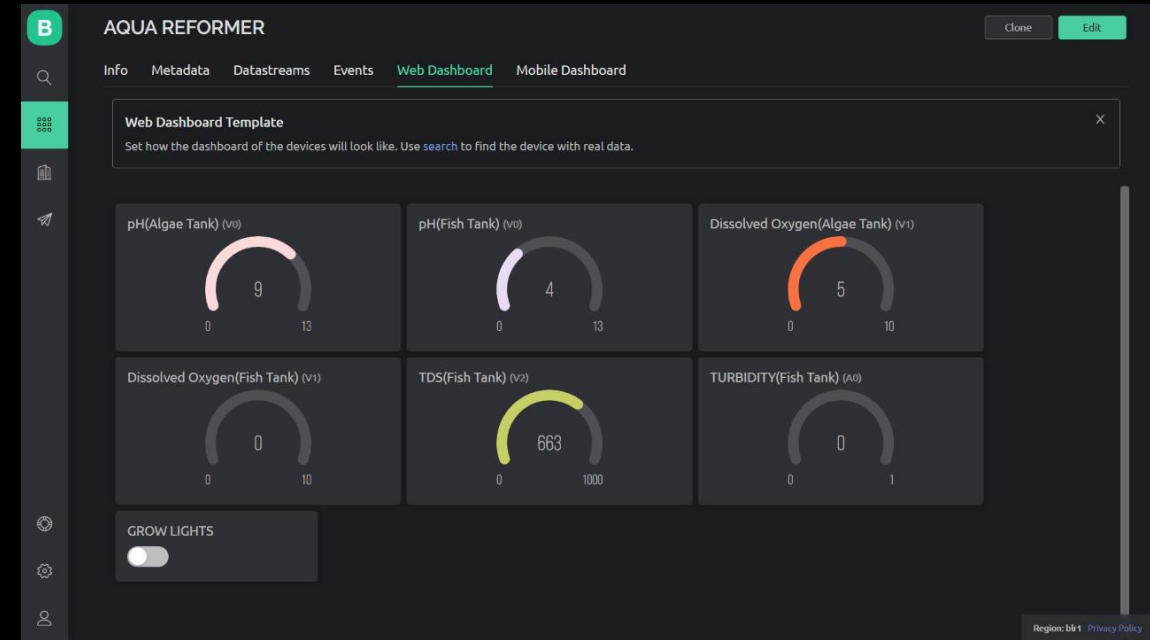 B
AQUA REFORMER
Clone
Edit
Info Metadata Datastreams Events Web Dashboard Mobile Dashboard
Web Dashboard Template
X
Set how the dashboard of the devices will look like. Use search to find the device with real data.
pH(Algae Tank) (V0)
9
0 13
pH(Fish Tank) (V0)
4
0 13
Dissolved Oxygen(Algae Tank) (V1)
5
0 10
Dissolved Oxygen(Fish Tank) (V1)
0
0 10
TDS(Fish Tank) (V2)
663
0 1000
TURBIDITY(Fish Tank) (A0)
0
0 1
GROW LIGHTS
Region: blr1 Privacy Policy